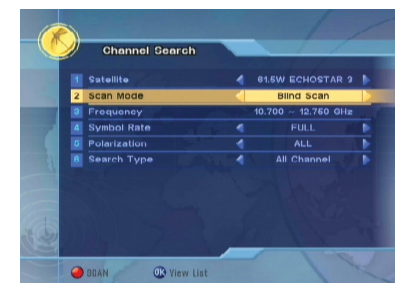 Channel Search
1 Satellite 61.5W ECHOSTAR 3
2 Scan Mode Blind Scan
3 Frequency 10.700 ~ 12.750 GHz
4 Symbol Rate FULL
5 Polarization ALL
6 Search Type All Channel
SCAN OK View List